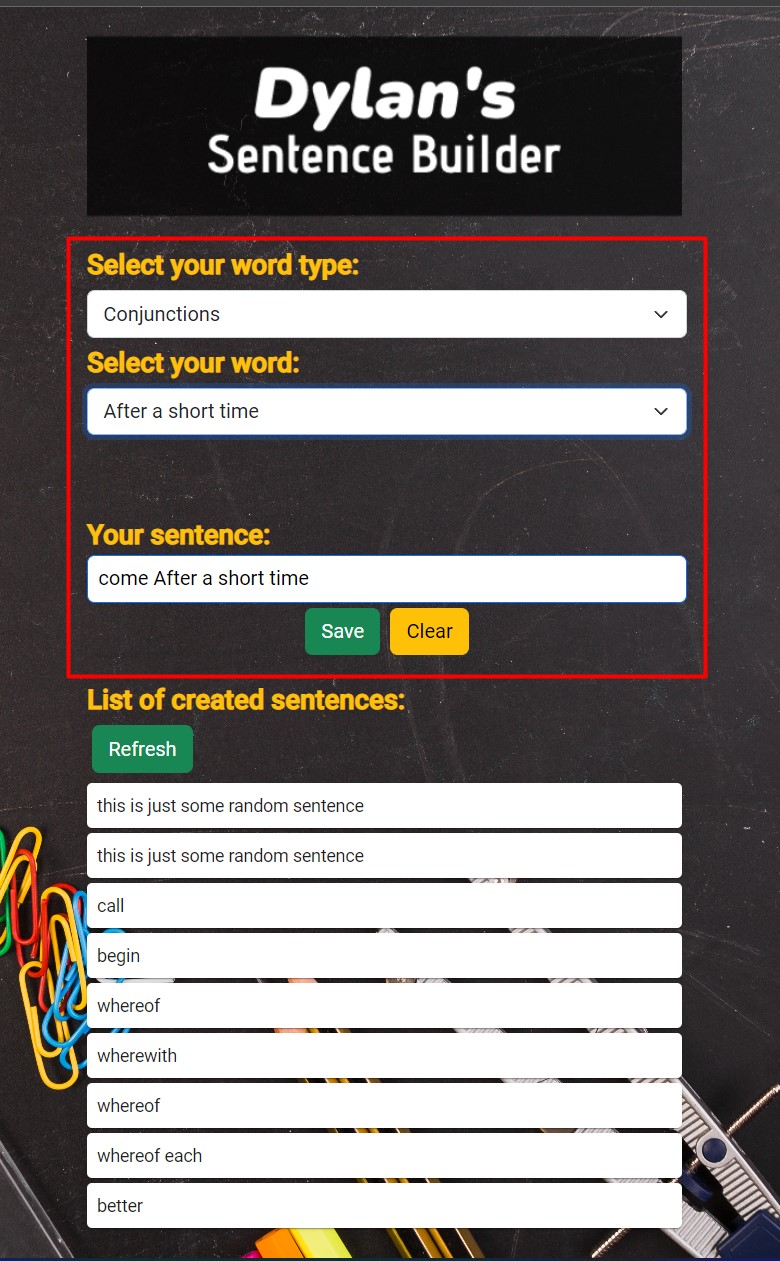 Dylan's
Sentence Builder
Select your word type:
Conjunctions
Select your word:
After a short time
Your sentence:
come After a short time
Save Clear
List of created sentences:
Refresh
this is just some random sentence
this is just some random sentence
call
begin
whereof
wherewith
whereof
whereof each
better